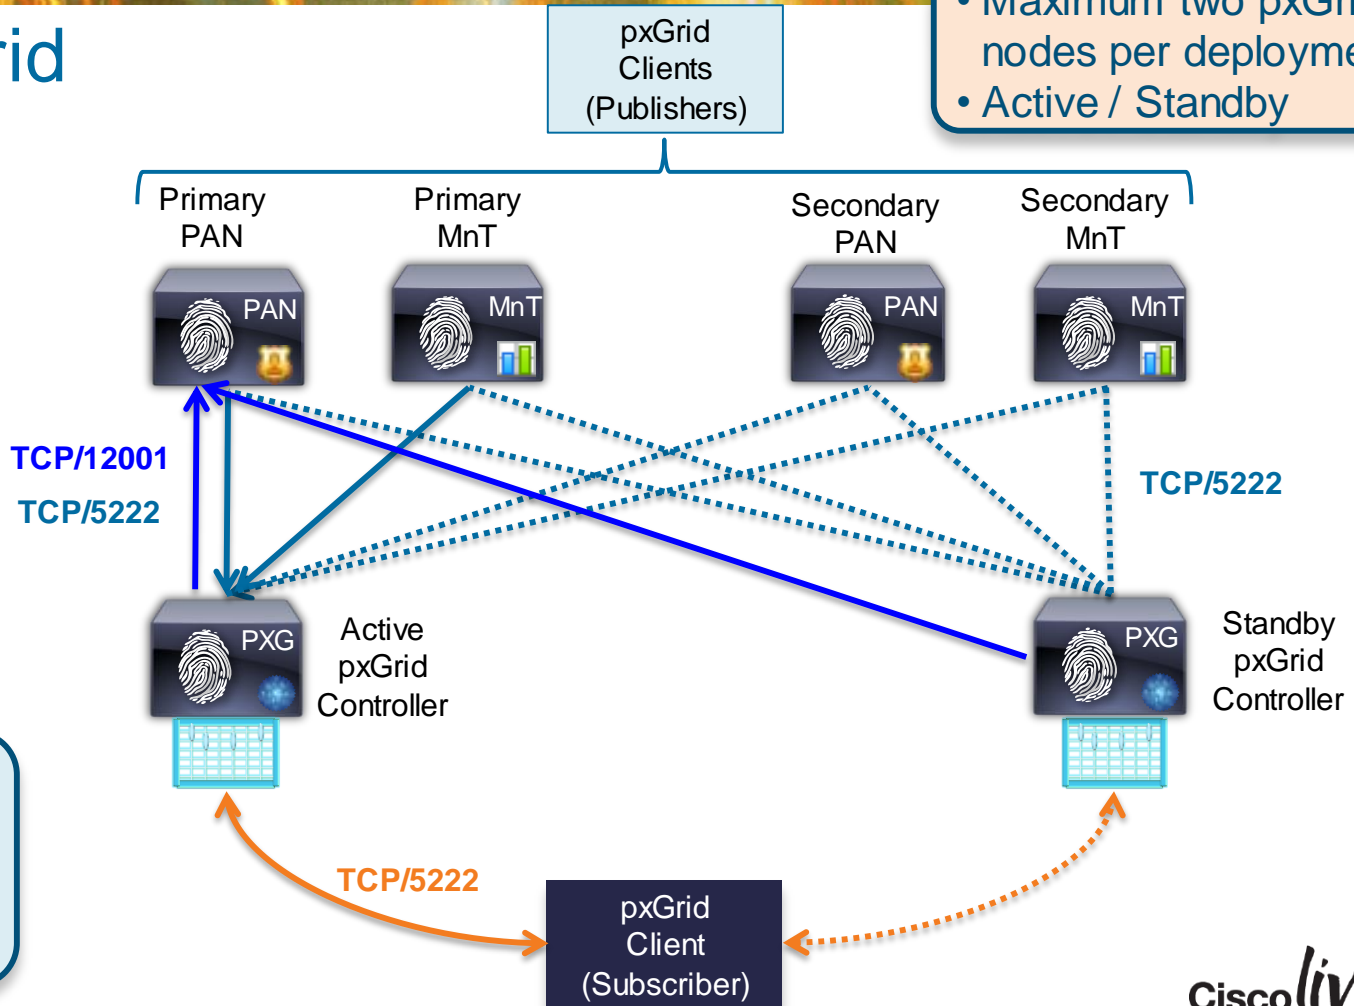 pxGrid
Clients
(Publishers)
• Maximum two
nodes per
• Active / Standby
Primary
PAN
Primary
MnT
Secondary
PAN
Secondary
MnT
PAN
MnT
PAN
MnT
TCP/12001
TCP/5222
TCP/5222
PXG
Active
pxGrid
Controller
PXG
Standby
pxGrid
Controller
TCP/5222
pxGrid
Client
(Subscriber)
Cisco